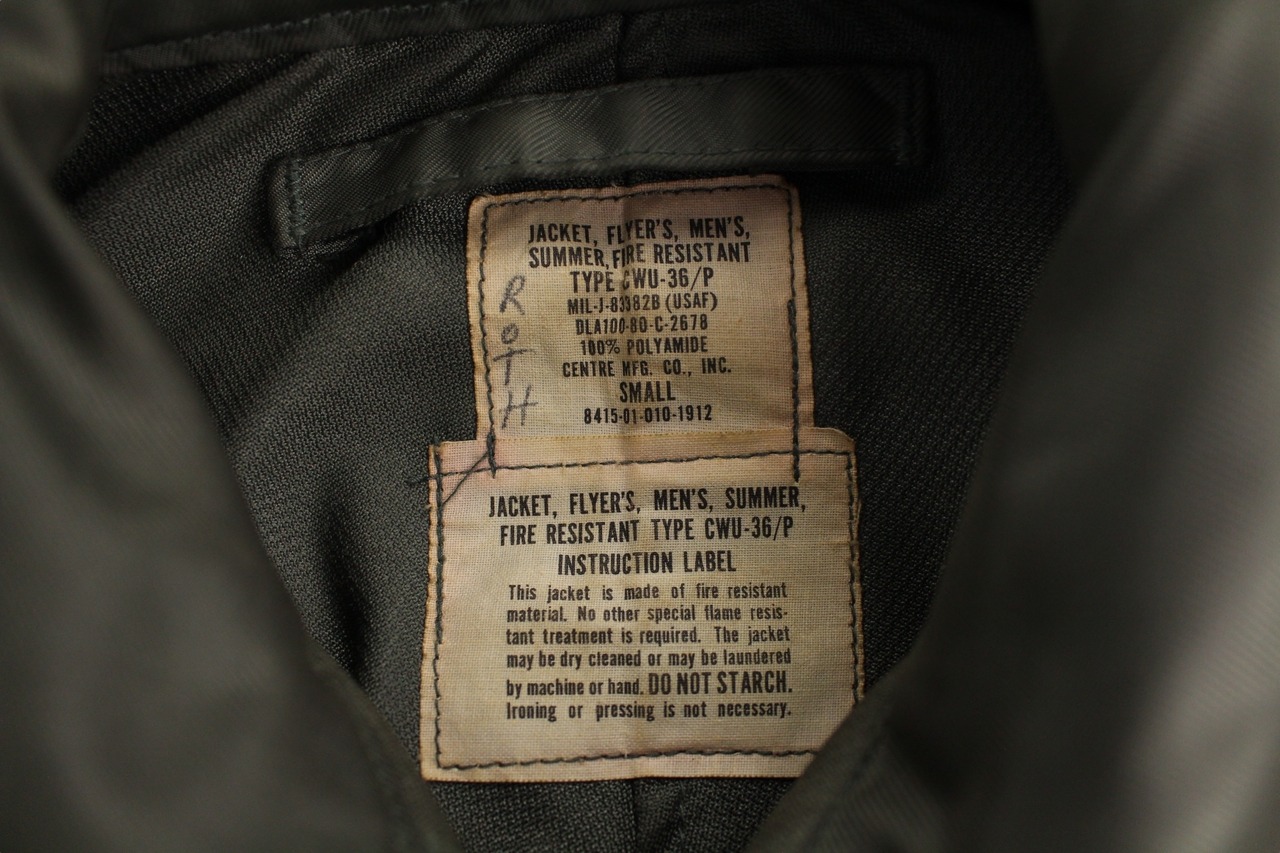 JACKET, FLYER'S, MEN'S,
SUMMER, FIRE RESISTANT
TYPE CWU-36/P
MIL-J-83382B (USAF)
DLA100-80-C-2678
100% POLYAMIDE
CENTRE MFG. CO., INC.
SMALL
8415-01-010-1912
ROTH
JACKET, FLYER'S, MEN'S, SUMMER,
FIRE RESISTANT TYPE CWU-36/P
INSTRUCTION LABEL
This jacket is made of fire resistant
material. No other special flame resis-
tant treatment is required. The jacket
may be dry cleaned or may be laundered
by machine or hand. DO NOT STARCH.
Ironing or pressing is not necessary.